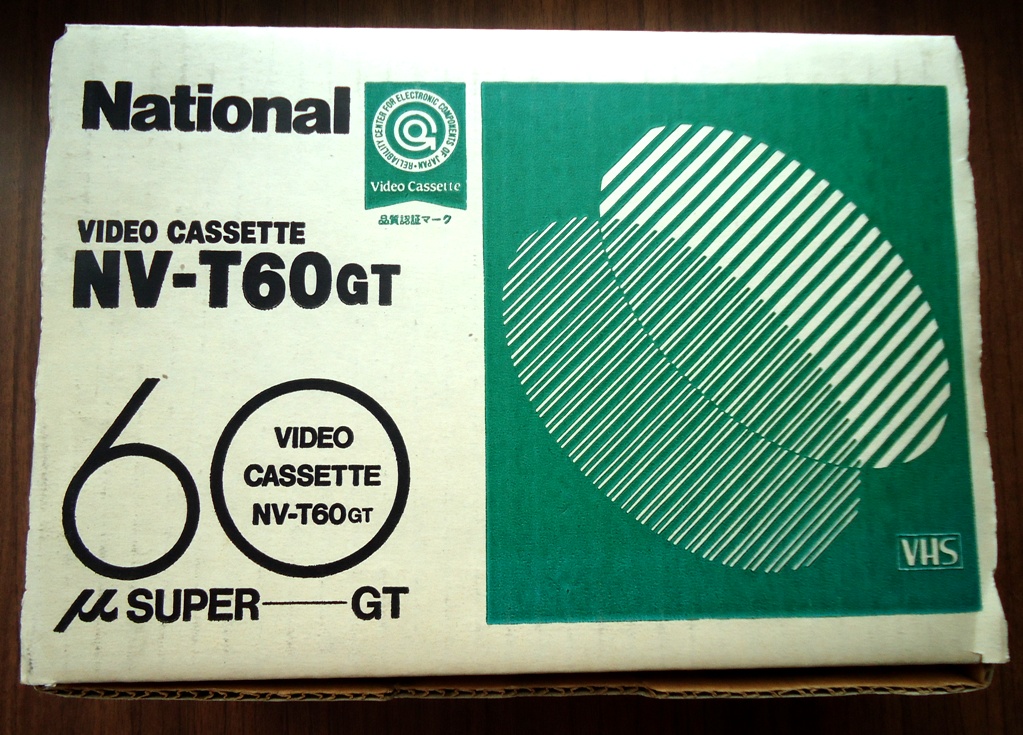 National
RELIABILITY CENTER FOR ELECTRONIC COMPONENTS OF JAPAN
Video Cassette
品質認証マーク
VIDEO CASSETTE
NV-T60GT
60
VIDEO
CASSETTE
NV-T60GT
μ SUPER — GT
VHS